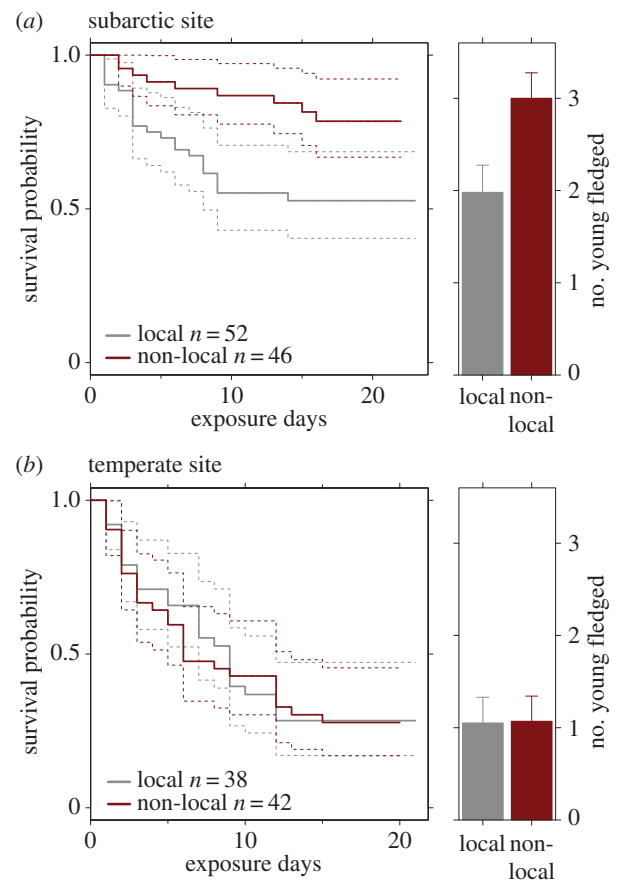 (a) subarctic site
1.0
0.5
0
survival probability
local n = 52
non-local n = 46
0 10 20
exposure days
3
2
1
0
no. young fledged
local non-
local
(b) temperate site
1.0
0.5
0
survival probability
local n = 38
non-local n = 42
0 10 20
exposure days
3
2
1
0
no. young fledged
local non-
local